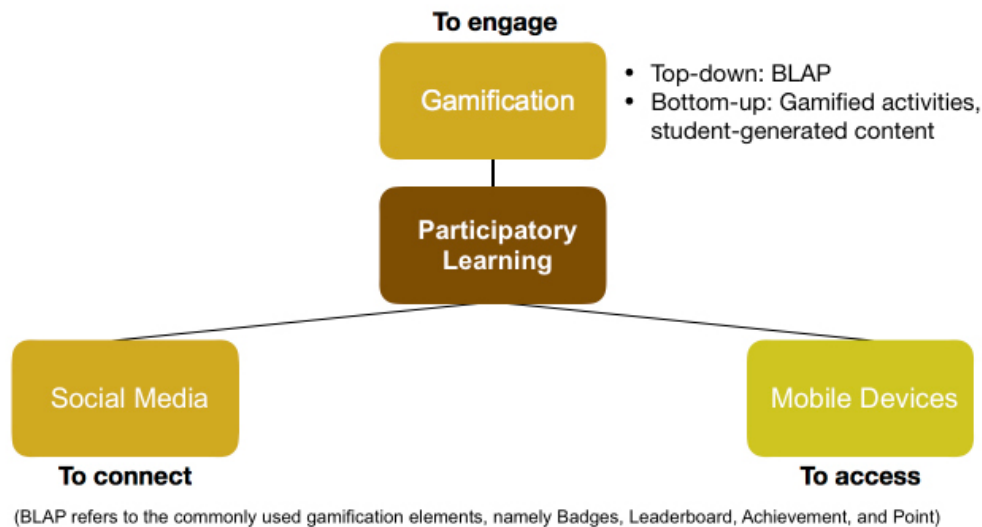 To engage
Gamification
• Top-down: BLAP
• Bottom-up: Gamified activities,
student-generated content
Participatory
Learning
Social Media
Mobile Devices
To connect
To access
(BLAP refers to the commonly used gamification elements, namely Badges, Leaderboard, Achievement, and Point)